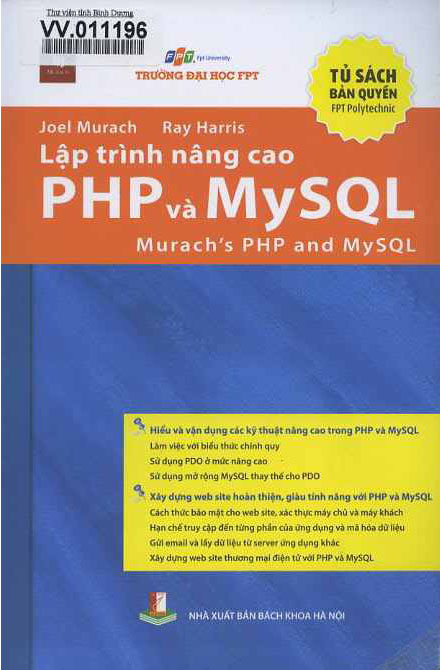 Thư viện tỉnh Bình Dương
VV.011196
FPT Fpt University
TRƯỜNG ĐẠI HỌC FPT
TỦ SÁCH
BẢN QUYỀN
FPT Polytechnic
Joel Murach Ray Harris
Lập trình nâng cao
PHP và MySQL
Murach's PHP and MySQL
Hiểu và vận dụng các kỹ thuật nâng cao trong PHP và MySQL
Làm việc với biểu thức chính quy
Sử dụng PDO ở mức nâng cao
Sử dụng mở rộng MySQL thay thế cho PDO
Xây dựng web site hoàn thiện, giàu tính năng với PHP và MySQL
Cách thức bảo mật cho web site, xác thực máy chủ và máy khách
Hạn chế truy cập đến từng phần của ứng dụng và mã hóa dữ liệu
Gửi email và lấy dữ liệu từ server ứng dụng khác
Xây dựng web site thương mại điện tử với PHP và MySQL
NHÀ XUẤT BẢN BÁCH KHOA HÀ NỘI